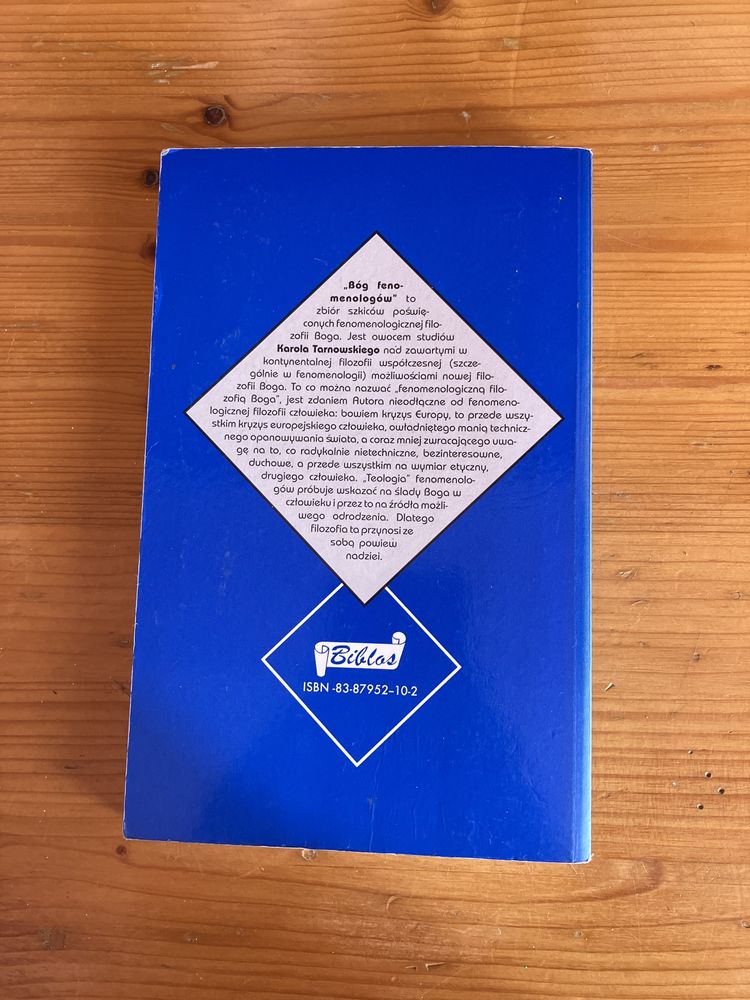 „Bóg feno-
menologów" to
zbiór szkiców poświę-
conych fenomenologicznej filo-
zofii Boga. Jest owocem studiów
Karola Tarnowskiego nad zawartymi w
kontynentalnej filozofii współczesnej (szcze-
gólnie w fenomenologii) możliwościami nowej filo-
zofii Boga. To co można nazwać „fenomenologiczną filo-
zofią Boga", jest zdaniem Autora nieodłączne od fenomeno-
logicznej filozofii człowieka: bowiem kryzys Europy, to przede wszy-
stkim kryzys europejskiego człowieka, owładniętego manią technicz-
nego opanowywania świata, a coraz mniej zwracającego uwa-
gę na to, co radykalnie nietechniczne, bezinteresowne,
duchowe, a przede wszystkim na wymiar etyczny,
drugiego człowieka. „Teologia" fenomenolo-
gów próbuje wskazać na ślady Boga w
człowieku i przez to na źródła możli-
wego odrodzenia. Dlatego
filozofia ta przynosi ze
sobą powiew
nadziei.
Biblos
ISBN -83-87952-10-2